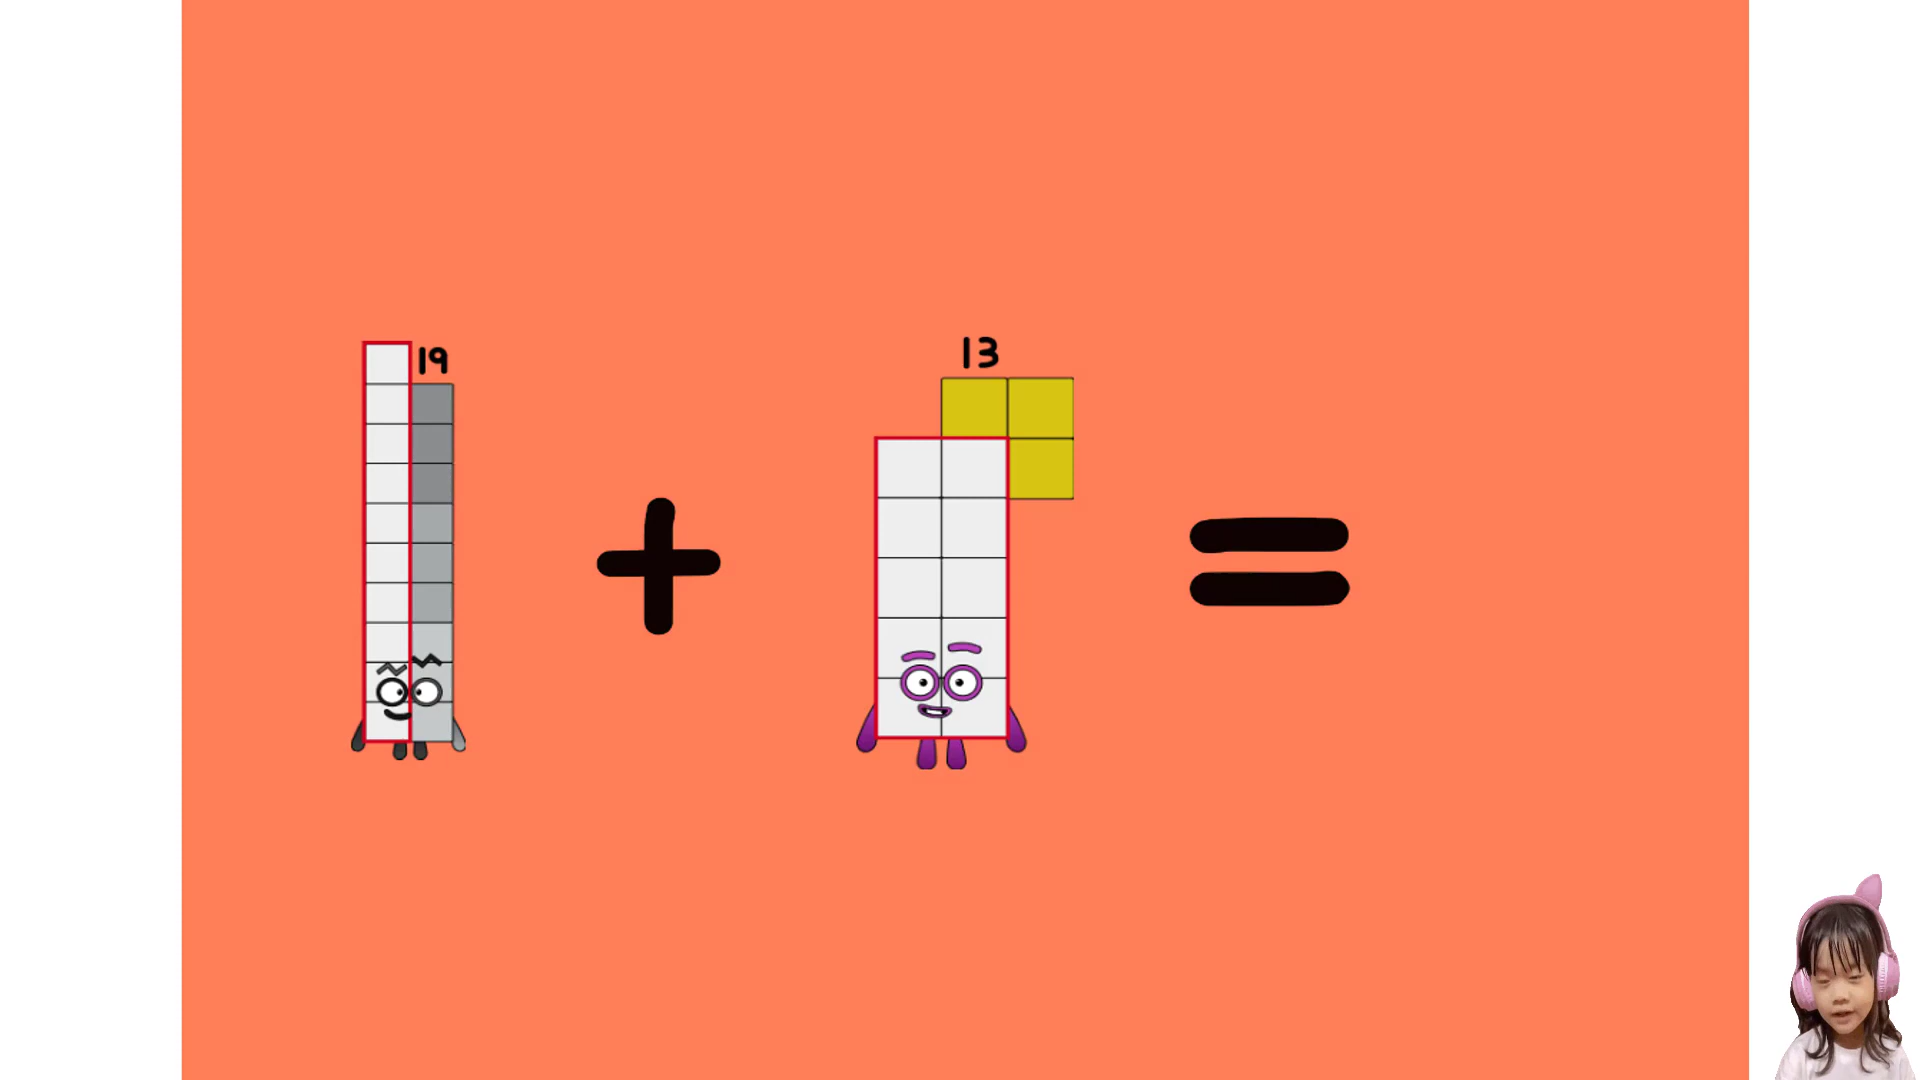 19 + 13 =